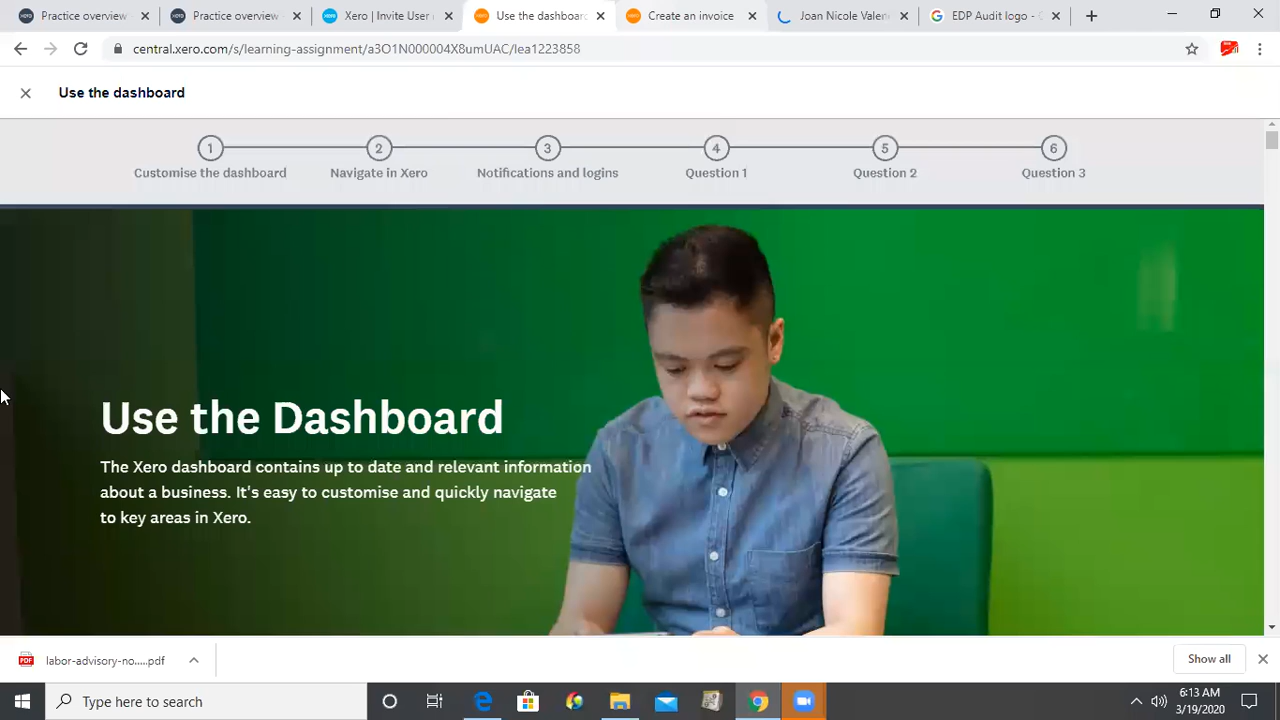 Practice overview -
Practice overview -
Xero | Invite User
Use the dashboard
Create an invoice
Joan Nicole Valen
EDP Audit logo - G
central.xero.com/s/learning-assignment/a3O1N000004X8umUAC/lea1223858
Use the dashboard
1
2
3
4
5
6
Customise the dashboard
Navigate in Xero
Notifications and logins
Question 1
Question 2
Question 3
Use the Dashboard
The Xero dashboard contains up to date and relevant information
about a business. It's easy to customise and quickly navigate
to key areas in Xero.
labor-advisory-no.....pdf
Show all
Type here to search
6:13 AM
3/19/2020